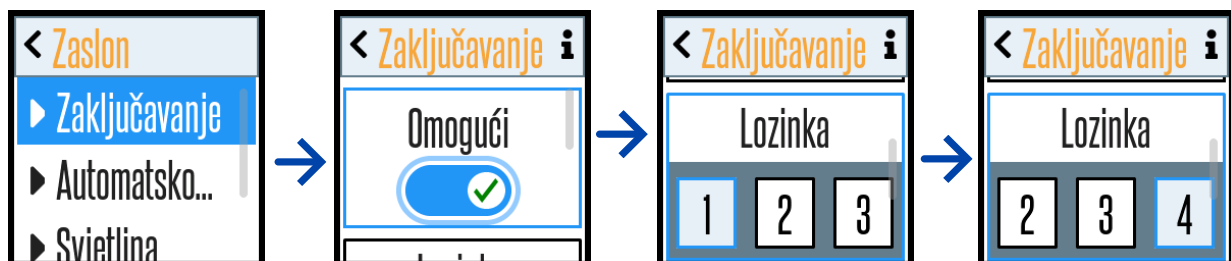 Zaslon
Zaključavanje
Automatsko...
Svjetlina
Zaključavanje i
Omogući
Zaključavanje i
Lozinka
1 2 3
Zaključavanje i
Lozinka
2 3 4